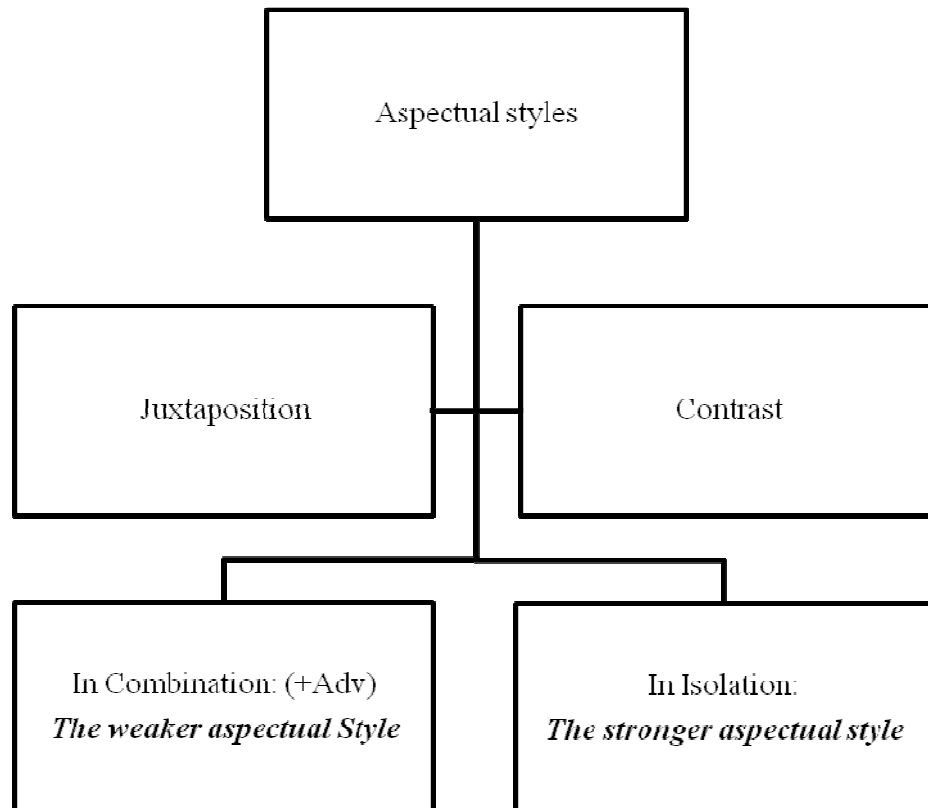 Aspectual styles
Juxtaposition
Contrast
In Combination: (+Adv)
The weaker aspectual Style
In Isolation:
The stronger aspectual style